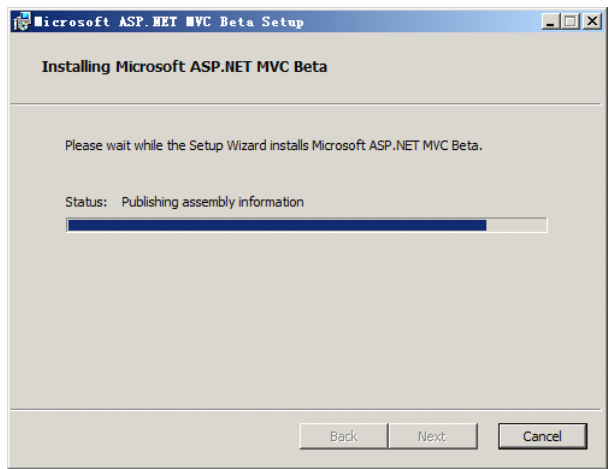 Microsoft ASP.NET MVC Beta Setup
Installing Microsoft ASP.NET MVC Beta
Please wait while the Setup Wizard installs Microsoft ASP.NET MVC Beta.
Status: Publishing assembly information
Back Next Cancel